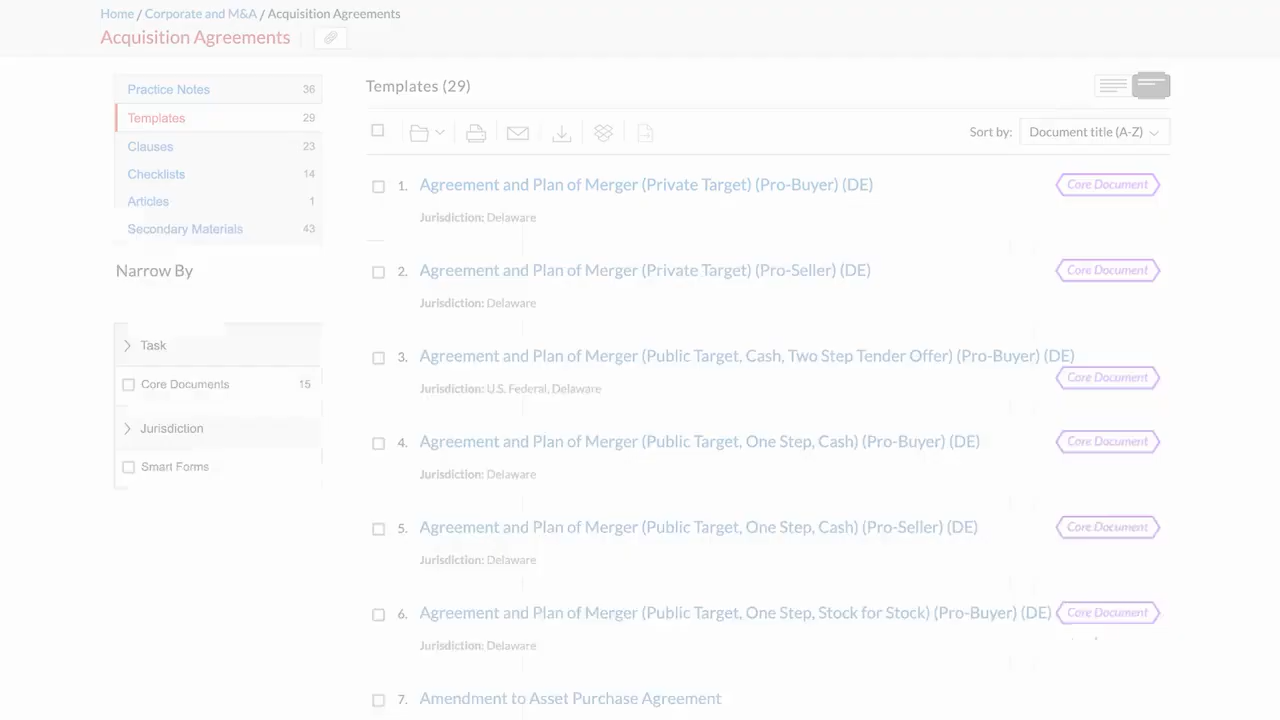 Home / Corporate and M&A / Acquisition Agreements
Acquisition Agreements
Practice Notes 36
Templates 29
Clauses 23
Checklists 14
Articles 1
Secondary Materials 43
Narrow By
Task
Core Documents 15
Jurisdiction
Smart Forms
Templates (29)
Sort by: Document title (A-Z)
1. Agreement and Plan of Merger (Private Target) (Pro-Buyer) (DE) Core Document
Jurisdiction: Delaware
2. Agreement and Plan of Merger (Private Target) (Pro-Seller) (DE) Core Document
Jurisdiction: Delaware
3. Agreement and Plan of Merger (Public Target, Cash, Two Step Tender Offer) (Pro-Buyer) (DE)
Core Document
Jurisdiction: U.S. Federal, Delaware
4. Agreement and Plan of Merger (Public Target, One Step, Cash) (Pro-Buyer) (DE) Core Document
Jurisdiction: Delaware
5. Agreement and Plan of Merger (Public Target, One Step, Cash) (Pro-Seller) (DE) Core Document
Jurisdiction: Delaware
6. Agreement and Plan of Merger (Public Target, One Step, Stock for Stock) (Pro-Buyer) (DE) Core Document
Jurisdiction: Delaware
7. Amendment to Asset Purchase Agreement